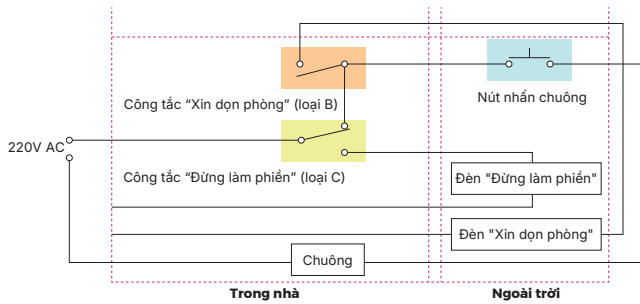 Công tắc “Xin dọn phòng” (loại B)
Nút nhấn chuông
220V AC
Công tắc “Đừng làm phiền” (loại C)
Đèn "Đừng làm phiền"
Đèn "Xin dọn phòng"
Chuông
Trong nhà
Ngoài trời